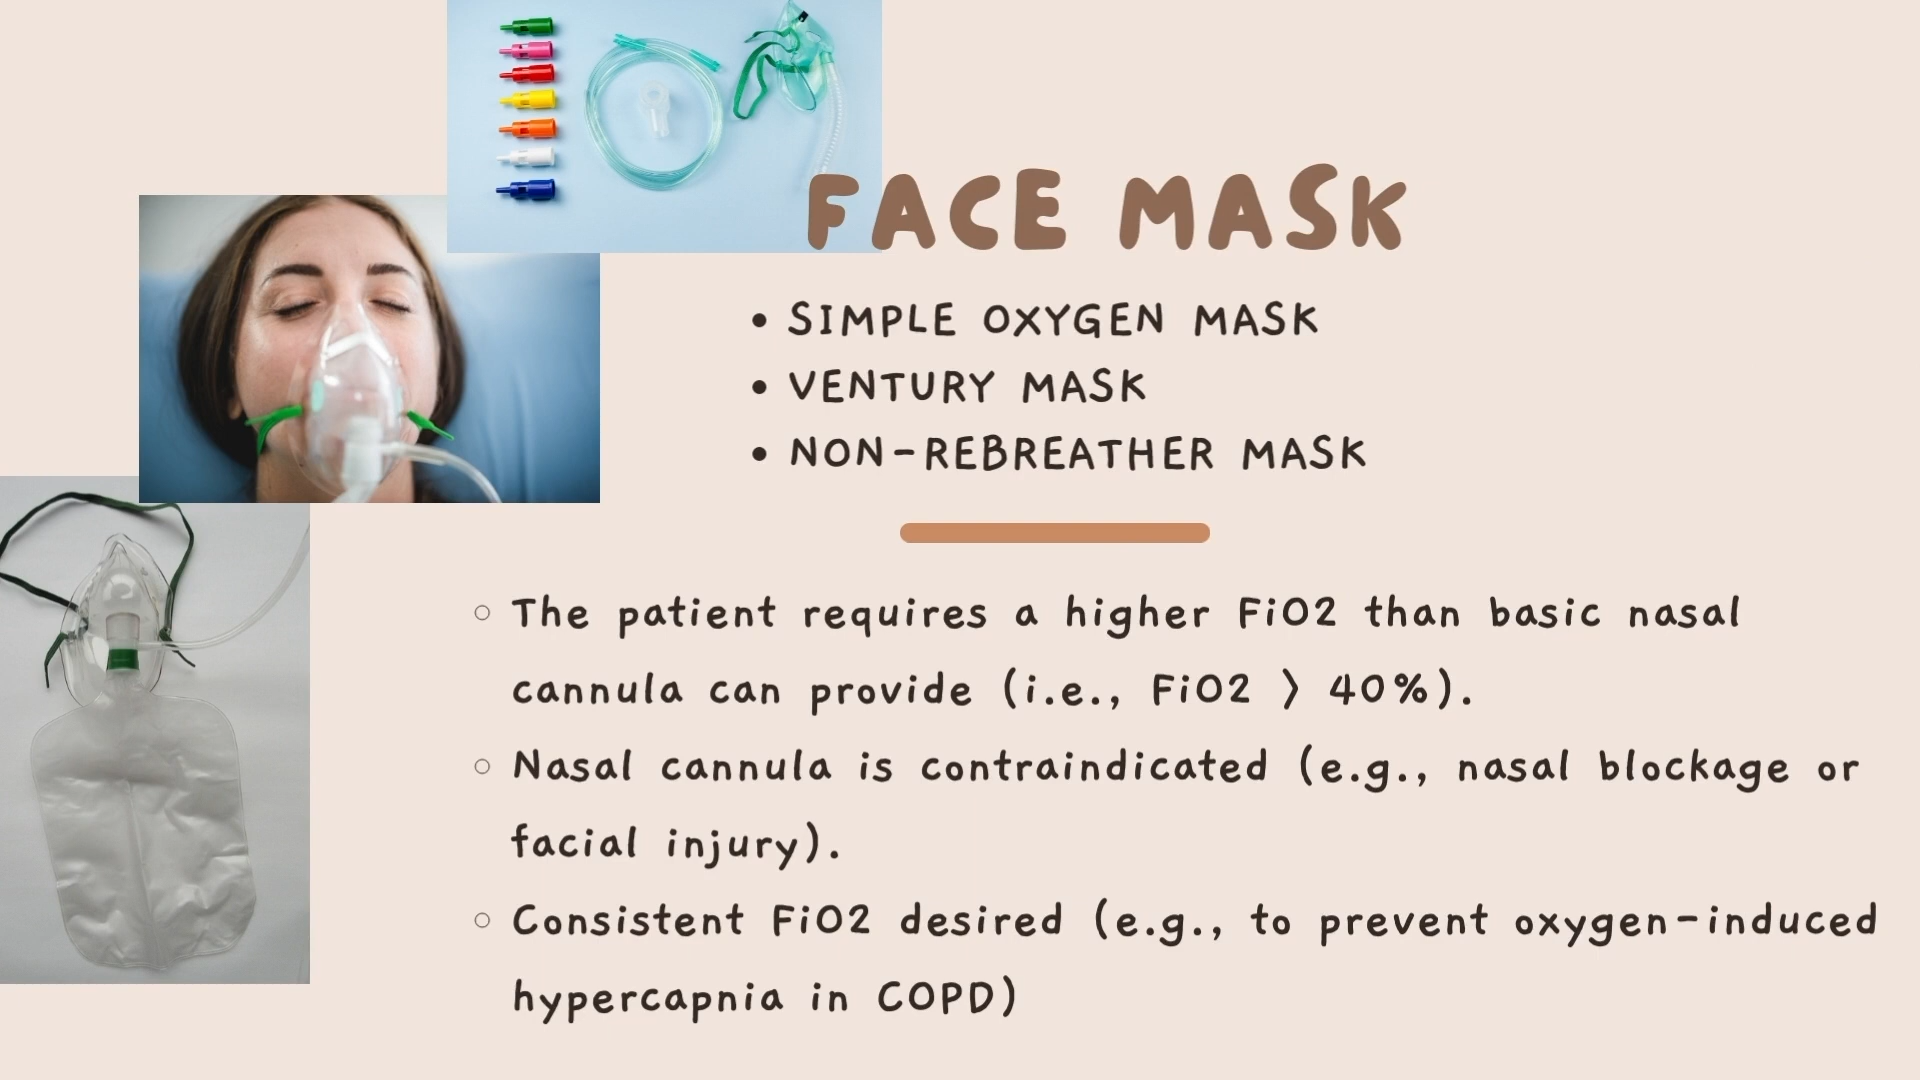 FACE MASK
• SIMPLE OXYGEN MASK
• VENTURY MASK
• NON-REBREATHER MASK
○ The patient requires a higher FiO2 than basic nasal
cannula can provide (i.e., FiO2 > 40%).
○ Nasal cannula is contraindicated (e.g., nasal blockage or
facial injury).
○ Consistent FiO2 desired (e.g., to prevent oxygen-induced
hypercapnia in COPD)